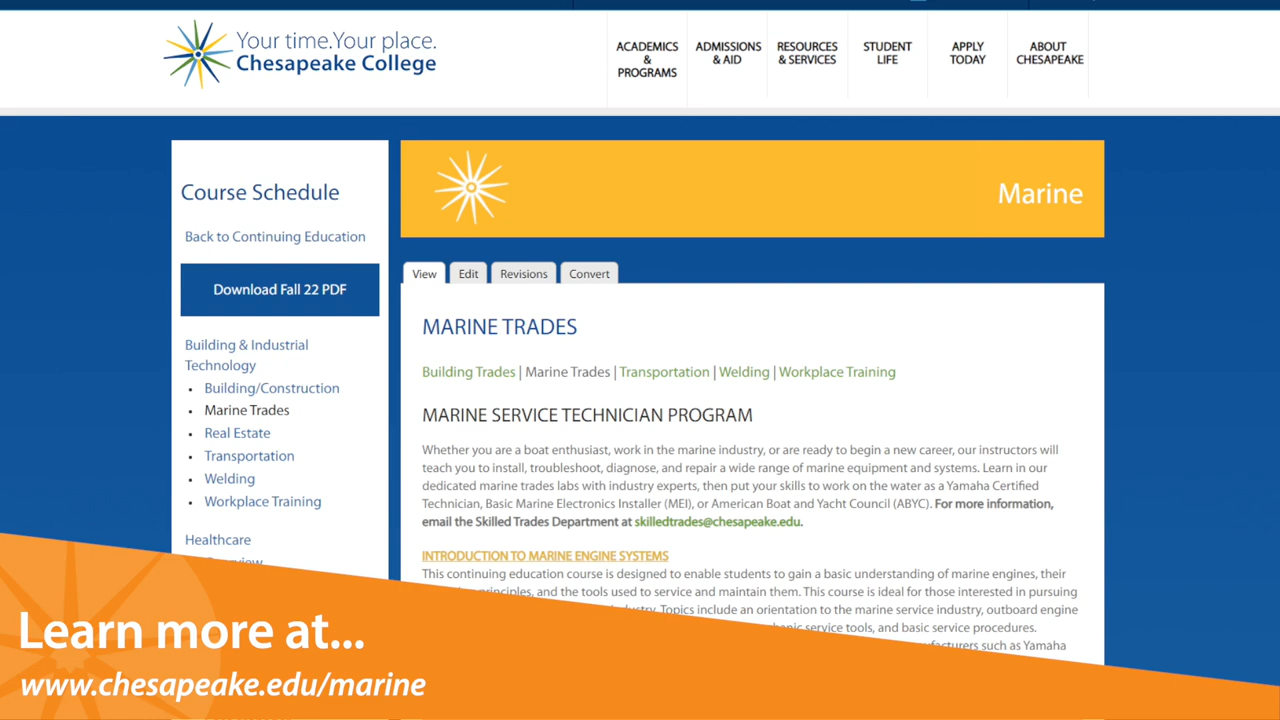 Your time.Your place.
Chesapeake College
ACADEMICS
&
PROGRAMS
ADMISSIONS
& AID
RESOURCES
& SERVICES
STUDENT
LIFE
APPLY
TODAY
ABOUT
CHESAPEAKE
Course Schedule
Back to Continuing Education
Download Fall 22 PDF
Building & Industrial
Technology
• Building/Construction
• Marine Trades
• Real Estate
• Transportation
• Welding
• Workplace Training
Healthcare
Marine
View Edit Revisions Convert
MARINE TRADES
Building Trades | Marine Trades | Transportation | Welding | Workplace Training
MARINE SERVICE TECHNICIAN PROGRAM
Whether you are a boat enthusiast, work in the marine industry, or are ready to begin a new career, our instructors will
teach you to install, troubleshoot, diagnose, and repair a wide range of marine equipment and systems. Learn in our
dedicated marine trades labs with industry experts, then put your skills to work on the water as a Yamaha Certified
Technician, Basic Marine Electronics Installer (MEI), or American Boat and Yacht Council (ABYC). For more information,
email the Skilled Trades Department at skilledtrades@chesapeake.edu.
INTRODUCTION TO MARINE ENGINE SYSTEMS
This continuing education course is designed to enable students to gain a basic understanding of marine engines, their
principles, and the tools used to service and maintain them. This course is ideal for those interested in pursuing
Topics include an orientation to the marine service industry, outboard engine
service tools, and basic service procedures.
such as Yamaha
Learn more at...
www.chesapeake.edu/marine